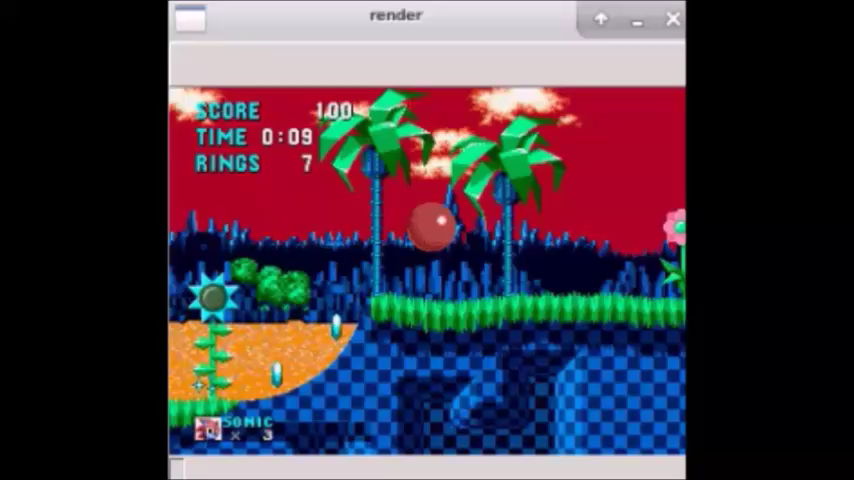 render
SCORE 100
TIME 0:09
RINGS 7
SONIC
x 3